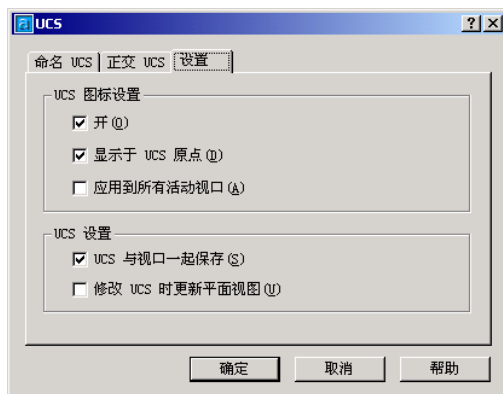 UCS
命名 UCS 正交 UCS 设置
UCS 图标设置
开(O)
显示于 UCS 原点(D)
应用到所有活动视口(A)
UCS 设置
UCS 与视口一起保存(S)
修改 UCS 时更新平面视图(U)
确定 取消 帮助